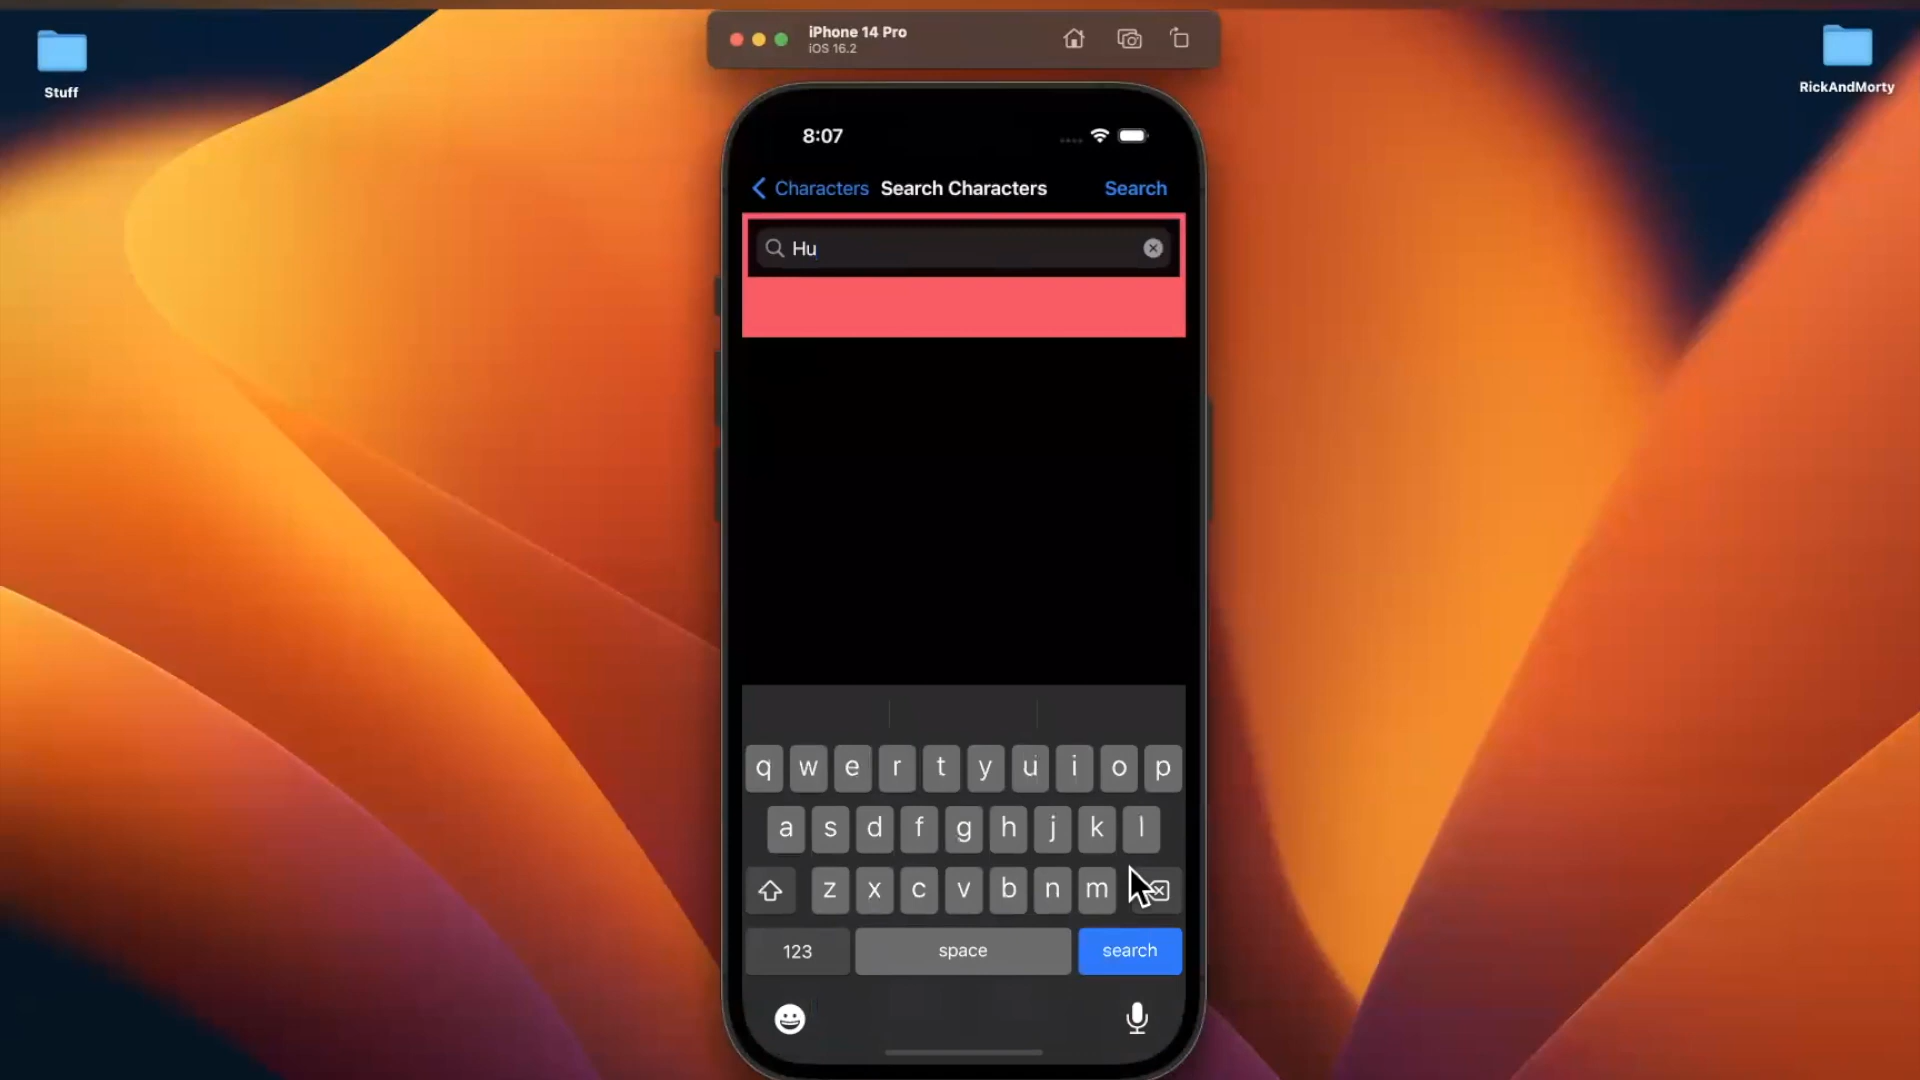 iPhone 14 Pro
iOS 16.2
Stuff
RickAndMorty
8:07
Characters Search Characters Search
Hu
q w e r t y u i o p
a s d f g h j k l
z x c v b n m
123 space search